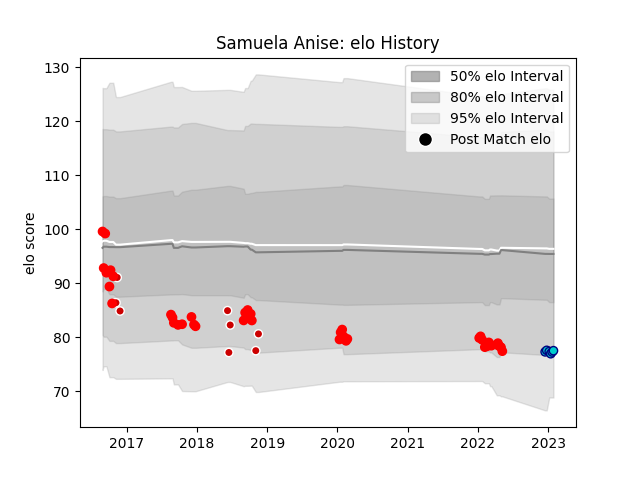 Samuela Anise: elo History
50% elo Interval
80% elo Interval
95% elo Interval
Post Match elo
elo score
130
120
110
100
90
80
70
2017 2018 2019 2020 2021 2022 2023